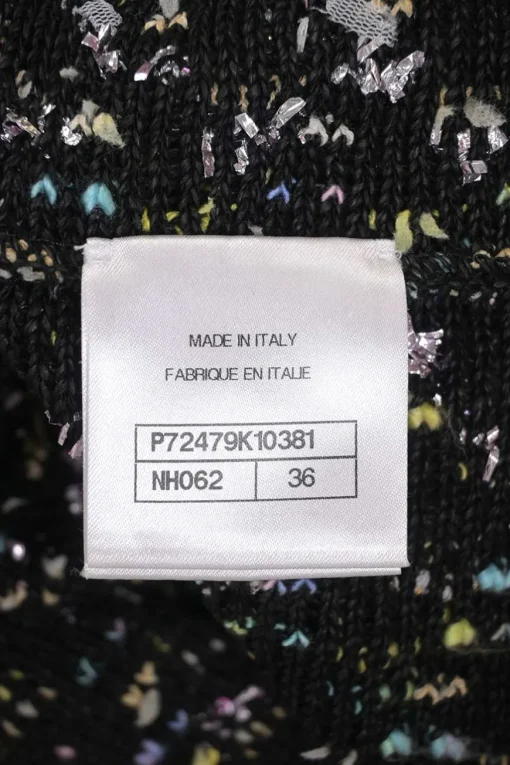 MADE IN ITALY
FABRIQUE EN ITALIE
P72479K10381
NH062 36